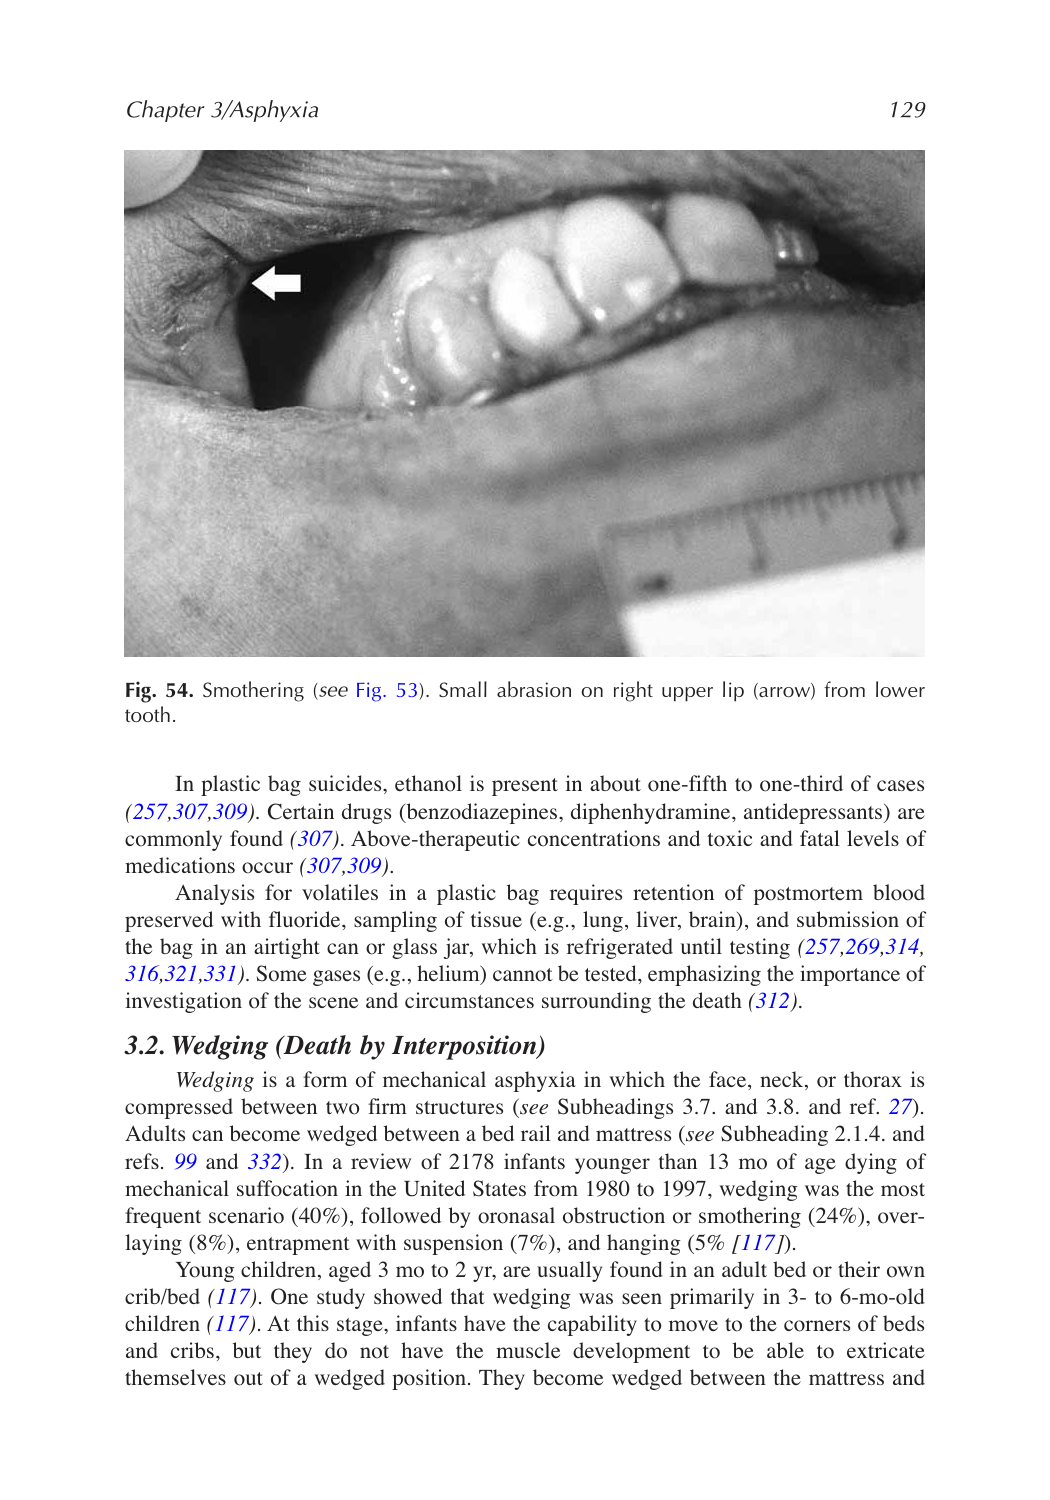 Chapter 3/Asphyxia 129
Fig. 54. Smothering (see Fig. 53). Small abrasion on right upper lip (arrow) from lower
tooth.
In plastic bag suicides, ethanol is present in about one-fifth to one-third of cases
(257,307,309). Certain drugs (benzodiazepines, diphenhydramine, antidepressants) are
commonly found (307). Above-therapeutic concentrations and toxic and fatal levels of
medications occur (307,309).
Analysis for volatiles in a plastic bag requires retention of postmortem blood
preserved with fluoride, sampling of tissue (e.g., lung, liver, brain), and submission of
the bag in an airtight can or glass jar, which is refrigerated until testing (257,269,314,
316,321,331). Some gases (e.g., helium) cannot be tested, emphasizing the importance of
investigation of the scene and circumstances surrounding the death (312).
3.2. Wedging (Death by Interposition)
Wedging is a form of mechanical asphyxia in which the face, neck, or thorax is
compressed between two firm structures (see Subheadings 3.7. and 3.8. and ref. 27).
Adults can become wedged between a bed rail and mattress (see Subheading 2.1.4. and
refs. 99 and 332). In a review of 2178 infants younger than 13 mo of age dying of
mechanical suffocation in the United States from 1980 to 1997, wedging was the most
frequent scenario (40%), followed by oronasal obstruction or smothering (24%), over-
laying (8%), entrapment with suspension (7%), and hanging (5% [117]).
Young children, aged 3 mo to 2 yr, are usually found in an adult bed or their own
crib/bed (117). One study showed that wedging was seen primarily in 3- to 6-mo-old
children (117). At this stage, infants have the capability to move to the corners of beds
and cribs, but they do not have the muscle development to be able to extricate
themselves out of a wedged position. They become wedged between the mattress and